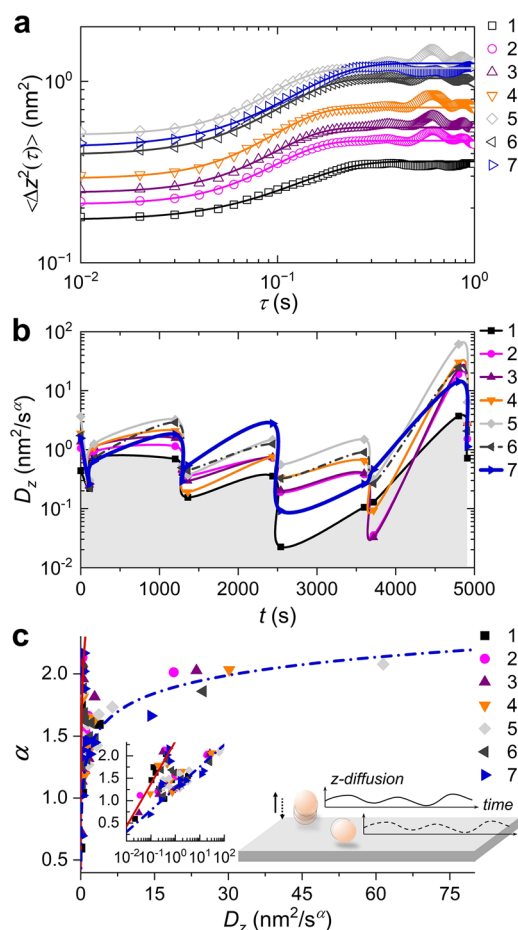 a
⟨Δz²(τ)⟩ (nm²)
10⁰
10⁻¹
10⁻² 10⁻¹ 10⁰
τ (s)
1
2
3
4
5
6
7
b
D_z (nm²/s^α)
10²
10¹
10⁰
10⁻¹
10⁻²
0 1000 2000 3000 4000 5000
t (s)
1
2
3
4
5
6
7
c
α
2.0
1.5
1.0
0.5
0 15 30 45 60 75
D_z (nm²/s^α)
1
2
3
4
5
6
7
2.0
1.5
1.0
0.5
10⁻² 10⁻¹ 10⁰ 10¹ 10²
z-diffusion
time